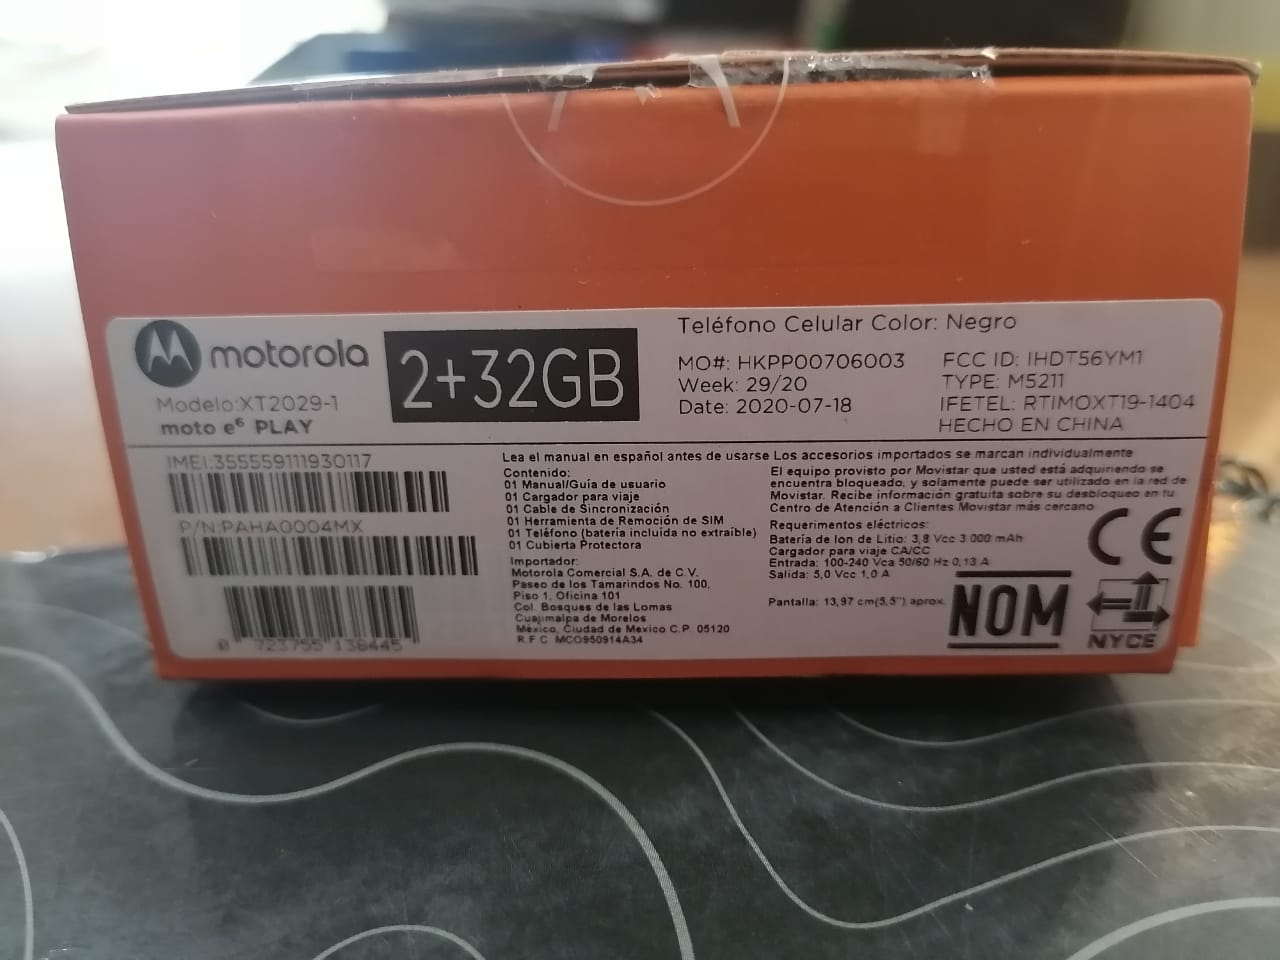 motorola
Modelo:XT2029-1
moto e⁶ PLAY
2+32GB
Teléfono Celular Color: Negro
MO#: HKPP00706003
Week: 29/20
Date: 2020-07-18
FCC ID: IHDT56YM1
TYPE: M5211
IFETEL: RTIMOXT19-1404
HECHO EN CHINA
IMEI.355559111930117
P/N:PAHA0004MX
0 723755 138445
Lea el manual en español antes de usarse Los accesorios importados se marcan individualmente
Contenido:
01 Manual/Guía de usuario
01 Cargador para viaje
01 Cable de Sincronización
01 Herramienta de Remoción de SIM
01 Teléfono (batería incluida no extraíble)
01 Cubierta Protectora
Importador:
Motorola Comercial S.A. de C.V.
Paseo de los Tamarindos No. 100,
Piso 1, Oficina 101
Col. Bosques de las Lomas
Cuajimalpa de Morelos
México, Ciudad de Mexico C.P. 05120
R.F.C. MCO950914A34
El equipo provisto por Movistar que usted está adquiriendo se
encuentra bloqueado, y solamente puede ser utilizado en la red de
Movistar. Recibe información gratuita sobre su desbloqueo en tu
Centro de Atención a Clientes Movistar más cercano
Requerimentos eléctricos:
Batería de Ion de Litio: 3,8 Vcc 3 000 mAh
Cargador para viaje CA/CC
Entrada: 100-240 Vca 50/60 Hz 0,13 A
Salida: 5,0 Vcc 1,0 A
Pantalla: 13,97 cm(5,5") aprox.
CE
NOM
NYCE